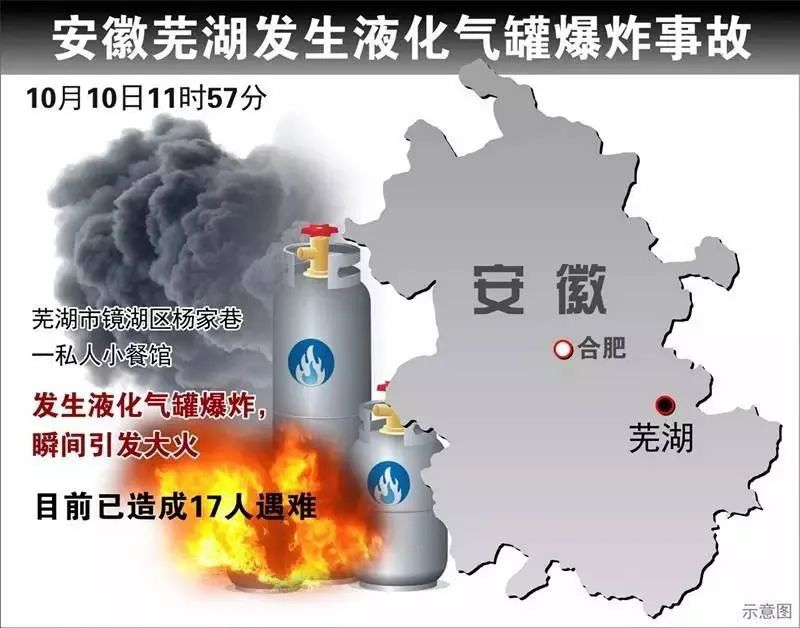 安徽芜湖发生液化气罐爆炸事故
10月10日11时57分
芜湖市镜湖区杨家巷
一私人小餐馆
发生液化气罐爆炸，
瞬间引发大火
目前已造成17人遇难
安徽
合肥
芜湖
示意图